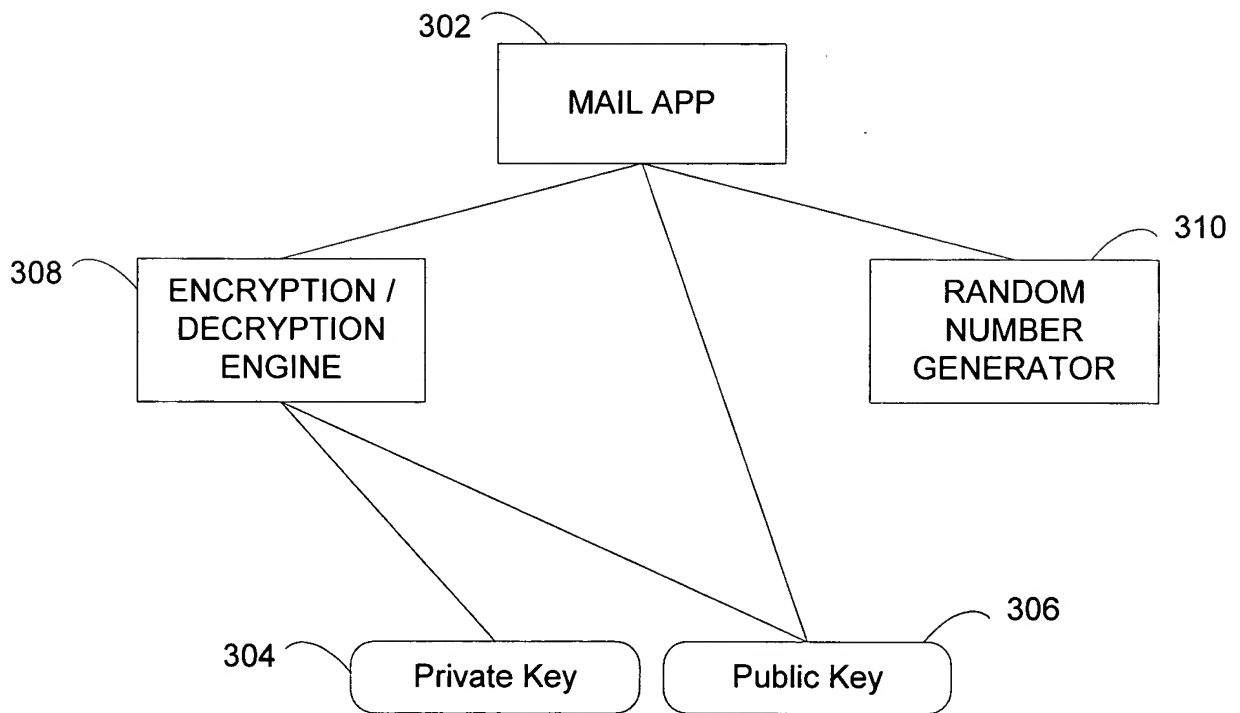 302
MAIL APP
308
ENCRYPTION /
DECRYPTION
ENGINE
310
RANDOM
NUMBER
GENERATOR
304
Private Key
306
Public Key